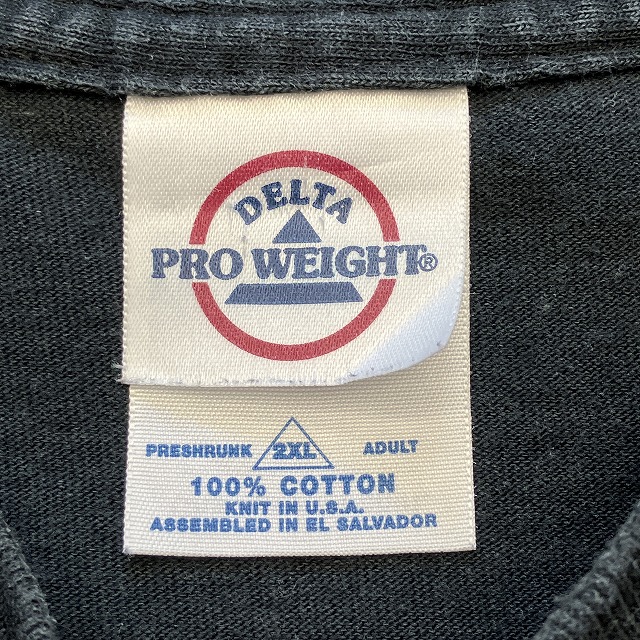 DELTA
PRO WEIGHT®
PRESHRUNK 2XL ADULT
100% COTTON
KNIT IN U.S.A.
ASSEMBLED IN EL SALVADOR